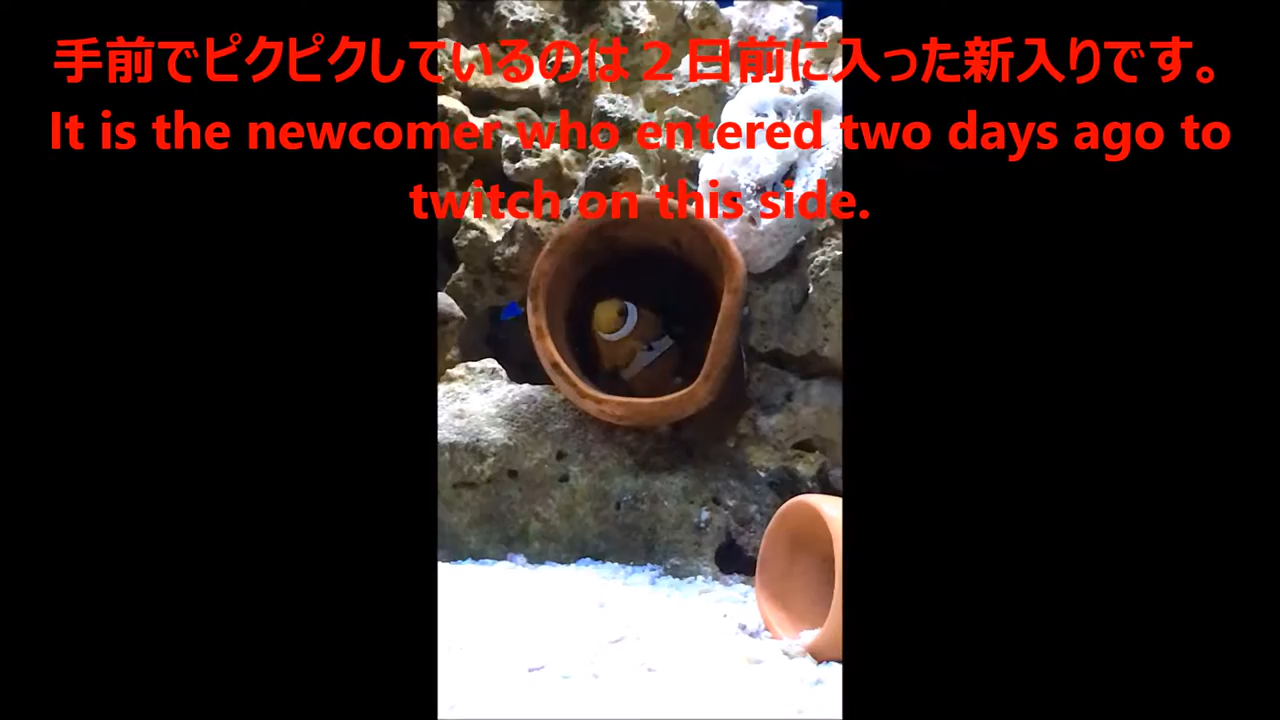 手前でピクピクしているのは２日前に入った新入りです。
It is the newcomer who entered two days ago to
twitch on this side.